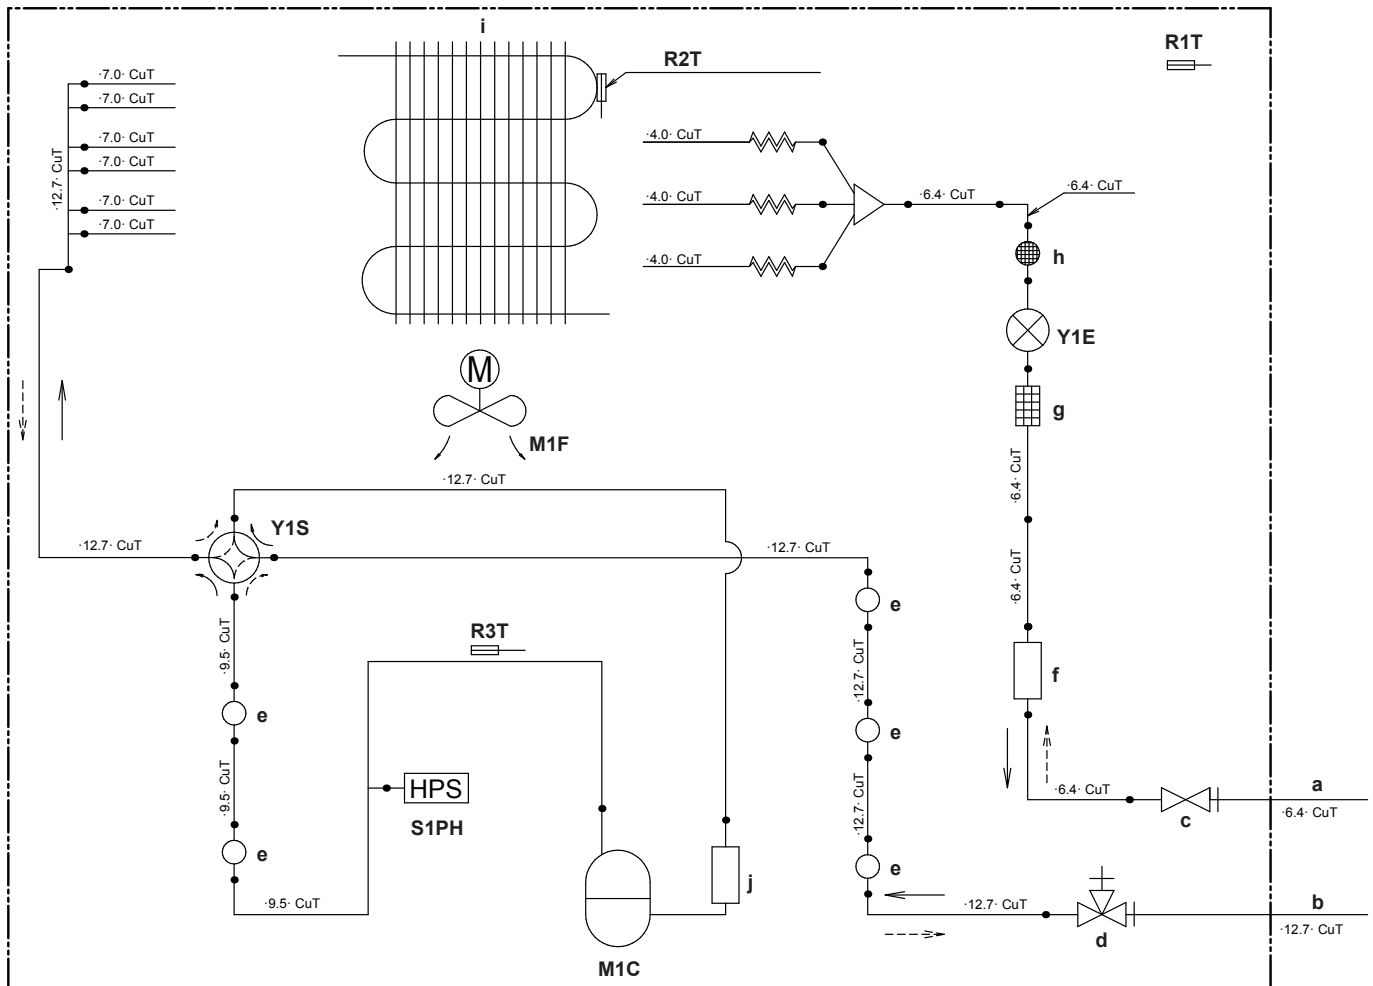 i
R1T
R2T
·7.0· CuT
·7.0· CuT
·7.0· CuT
·7.0· CuT
·7.0· CuT
·7.0· CuT
·12.7· CuT
·4.0· CuT
·4.0· CuT
·4.0· CuT
·6.4· CuT
·6.4· CuT
h
Y1E
g
M
M1F
·12.7· CuT
·6.4· CuT
Y1S
·12.7· CuT
·12.7· CuT
·6.4· CuT
e
R3T
·9.5· CuT
·12.7· CuT
f
e
e
·9.5· CuT
HPS
S1PH
·12.7· CuT
·6.4· CuT
a
·6.4· CuT
c
e
e
j
·9.5· CuT
·12.7· CuT
b
·12.7· CuT
d
M1C